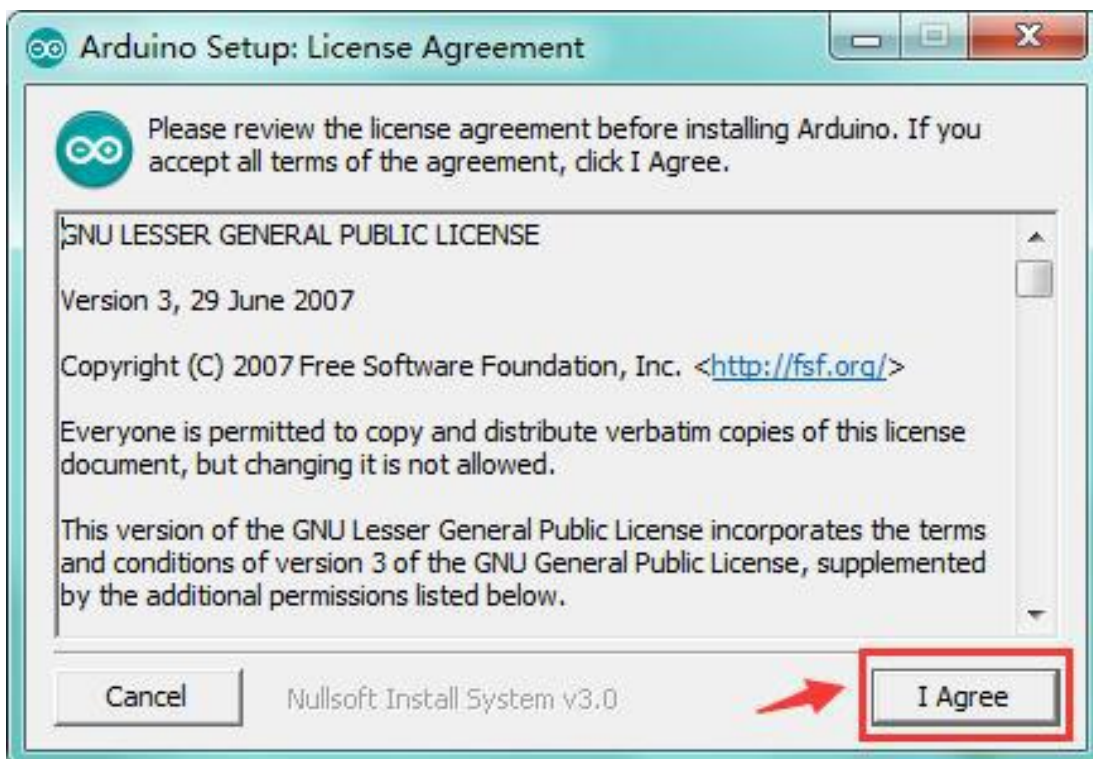 Arduino Setup: License Agreement
Please review the license agreement before installing Arduino. If you
accept all terms of the agreement, click I Agree.
GNU LESSER GENERAL PUBLIC LICENSE
Version 3, 29 June 2007
Copyright (C) 2007 Free Software Foundation, Inc. <http://fsf.org/>
Everyone is permitted to copy and distribute verbatim copies of this license
document, but changing it is not allowed.
This version of the GNU Lesser General Public License incorporates the terms
and conditions of version 3 of the GNU General Public License, supplemented
by the additional permissions listed below.
Cancel
Nullsoft Install System v3.0
I Agree